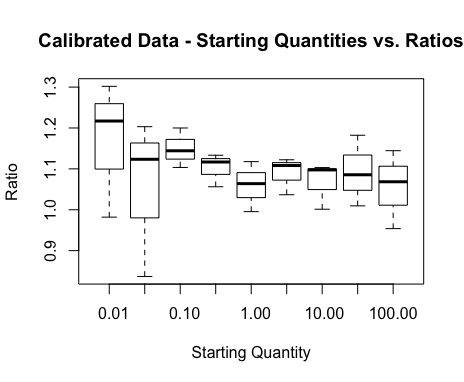 Calibrated Data - Starting Quantities vs. Ratios
1.3
1.2
1.1
1.0
0.9
Ratio
0.01 0.10 1.00 10.00 100.00
Starting Quantity